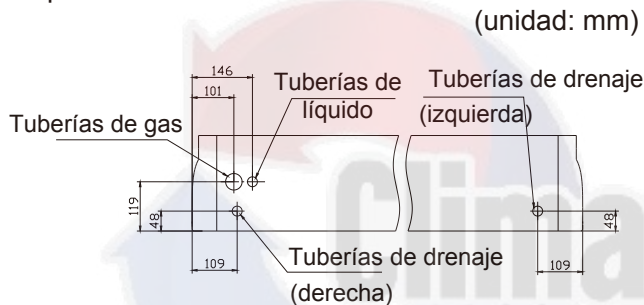 (unidad: mm)
146
Tuberías de líquido
Tuberías de drenaje (izquierda)
101
Tuberías de gas
119
48
48
Tuberías de drenaje (derecha)
109
109
Clima